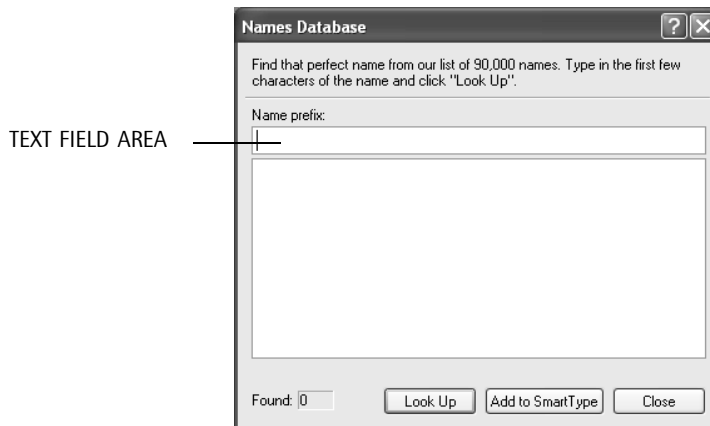 Names Database
Find that perfect name from our list of 90,000 names. Type in the first few
characters of the name and click "Look Up".
Name prefix:
TEXT FIELD AREA
Found: 0
Look Up
Add to SmartType
Close